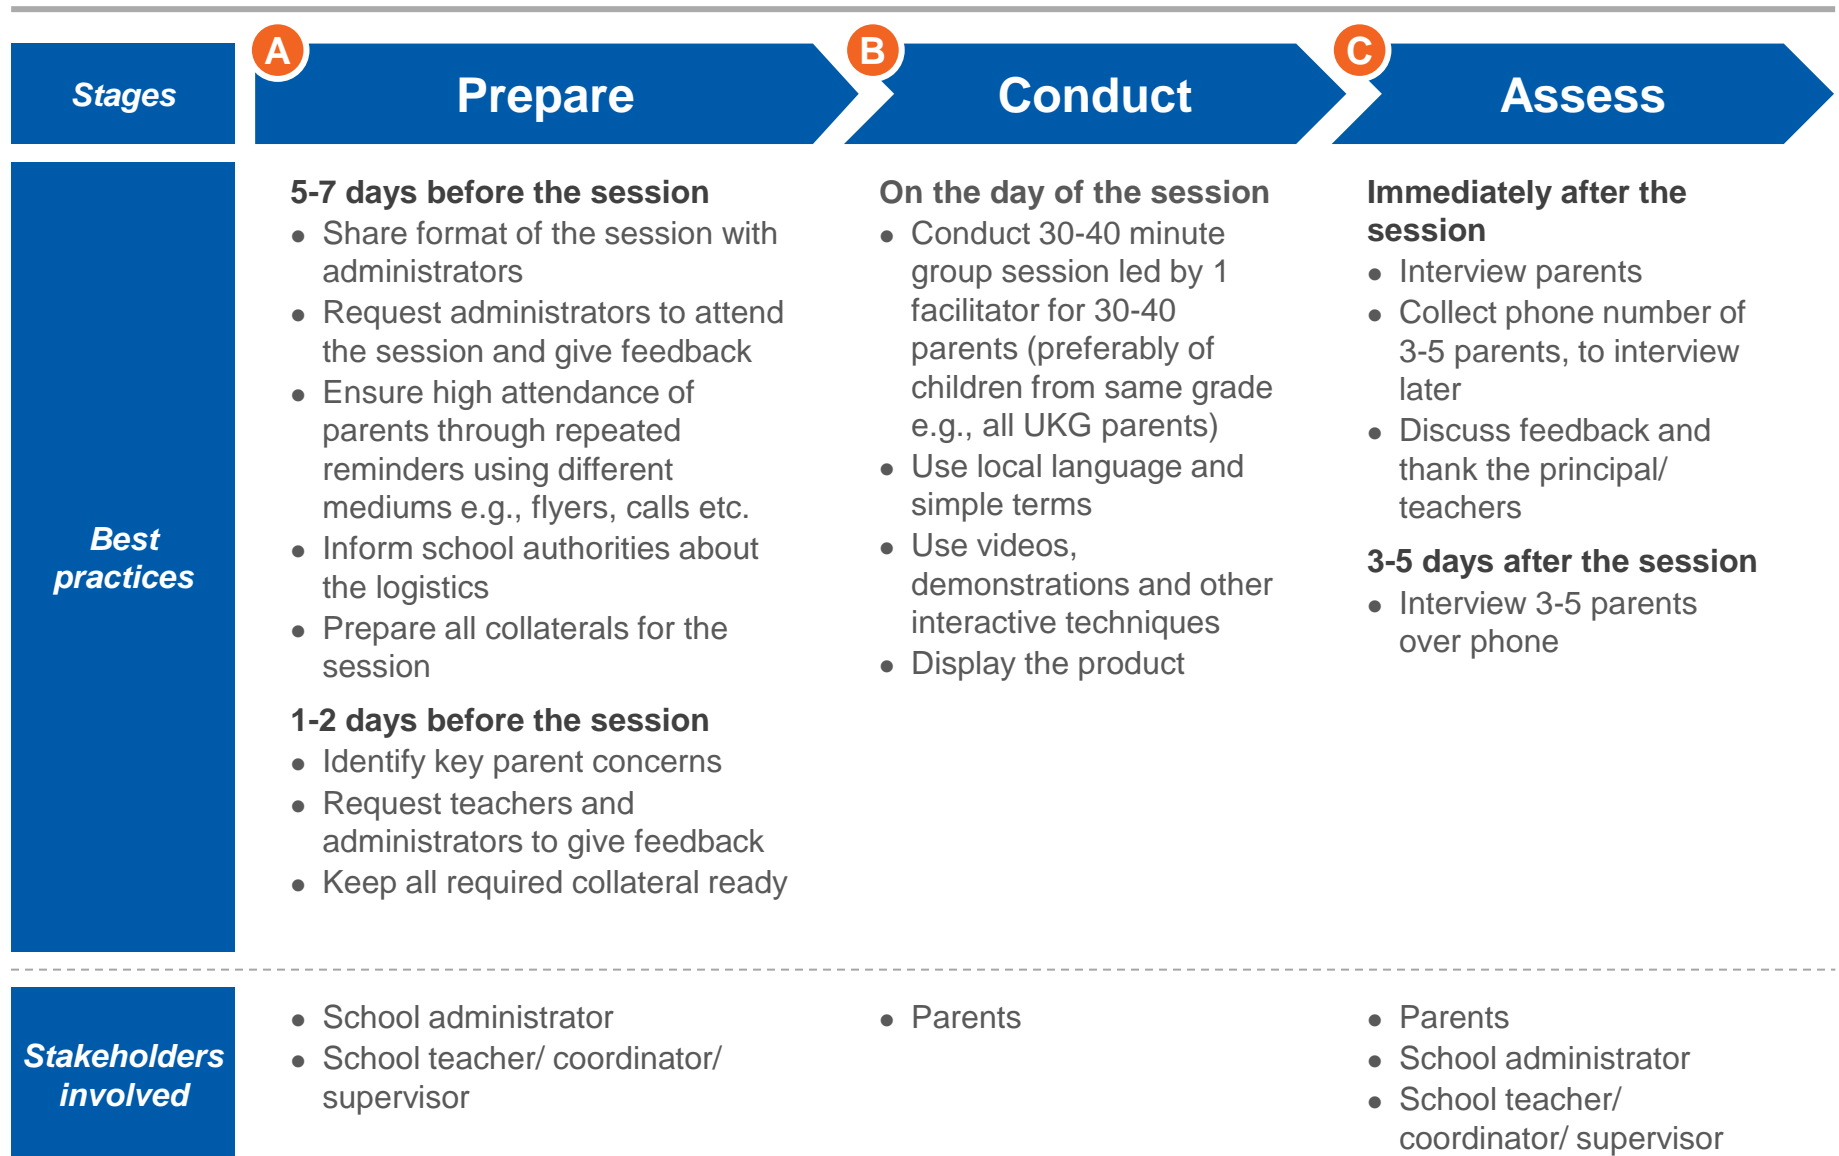 Stages
A
Prepare
B
Conduct
C
Assess
Best
practices
5-7 days before the session
● Share format of the session with
administrators
● Request administrators to attend
the session and give feedback
● Ensure high attendance of
parents through repeated
reminders using different
mediums e.g., flyers, calls etc.
● Inform school authorities about
the logistics
● Prepare all collaterals for the
session
1-2 days before the session
● Identify key parent concerns
● Request teachers and
administrators to give feedback
● Keep all required collateral ready
On the day of the session
● Conduct 30-40 minute
group session led by 1
facilitator for 30-40
parents (preferably of
children from same grade
e.g., all UKG parents)
● Use local language and
simple terms
● Use videos,
demonstrations and other
interactive techniques
● Display the product
Immediately after the
session
● Interview parents
● Collect phone number of
3-5 parents, to interview
later
● Discuss feedback and
thank the principal/
teachers
3-5 days after the session
● Interview 3-5 parents
over phone
Stakeholders
involved
● School administrator
● School teacher/ coordinator/
supervisor
● Parents
● Parents
● School administrator
● School teacher/
coordinator/ supervisor